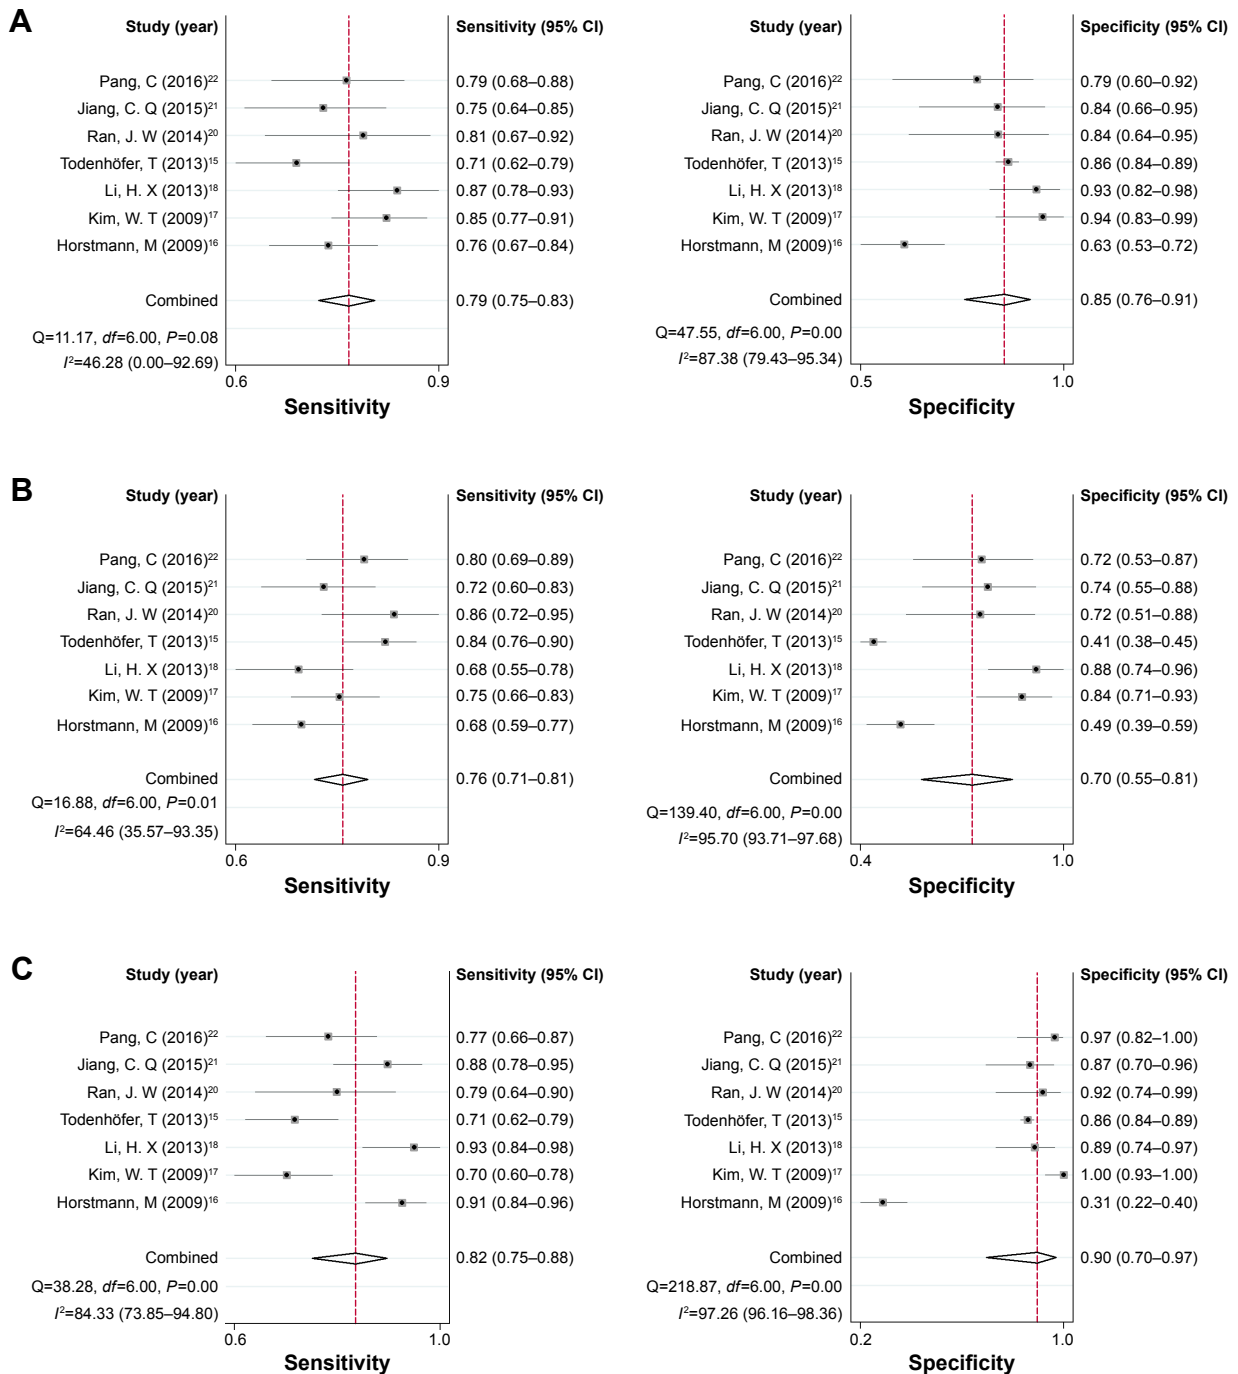 A
Study (year) Sensitivity (95% CI)
Pang, C (2016)22 0.79 (0.68–0.88)
Jiang, C. Q (2015)21 0.75 (0.64–0.85)
Ran, J. W (2014)20 0.81 (0.67–0.92)
Todenhöfer, T (2013)15 0.71 (0.62–0.79)
Li, H. X (2013)18 0.87 (0.78–0.93)
Kim, W. T (2009)17 0.85 (0.77–0.91)
Horstmann, M (2009)16 0.76 (0.67–0.84)
Combined 0.79 (0.75–0.83)
Q=11.17, df=6.00, P=0.08
I2=46.28 (0.00–92.69)
0.6 0.9
Sensitivity
Study (year) Specificity (95% CI)
Pang, C (2016)22 0.79 (0.60–0.92)
Jiang, C. Q (2015)21 0.84 (0.66–0.95)
Ran, J. W (2014)20 0.84 (0.64–0.95)
Todenhöfer, T (2013)15 0.86 (0.84–0.89)
Li, H. X (2013)18 0.93 (0.82–0.98)
Kim, W. T (2009)17 0.94 (0.83–0.99)
Horstmann, M (2009)16 0.63 (0.53–0.72)
Combined 0.85 (0.76–0.91)
Q=47.55, df=6.00, P=0.00
I2=87.38 (79.43–95.34)
0.5 1.0
Specificity
B
Study (year) Sensitivity (95% CI)
Pang, C (2016)22 0.80 (0.69–0.89)
Jiang, C. Q (2015)21 0.72 (0.60–0.83)
Ran, J. W (2014)20 0.86 (0.72–0.95)
Todenhöfer, T (2013)15 0.84 (0.76–0.90)
Li, H. X (2013)18 0.68 (0.55–0.78)
Kim, W. T (2009)17 0.75 (0.66–0.83)
Horstmann, M (2009)16 0.68 (0.59–0.77)
Combined 0.76 (0.71–0.81)
Q=16.88, df=6.00, P=0.01
I2=64.46 (35.57–93.35)
0.6 0.9
Sensitivity
Study (year) Specificity (95% CI)
Pang, C (2016)22 0.72 (0.53–0.87)
Jiang, C. Q (2015)21 0.74 (0.55–0.88)
Ran, J. W (2014)20 0.72 (0.51–0.88)
Todenhöfer, T (2013)15 0.41 (0.38–0.45)
Li, H. X (2013)18 0.88 (0.74–0.96)
Kim, W. T (2009)17 0.84 (0.71–0.93)
Horstmann, M (2009)16 0.49 (0.39–0.59)
Combined 0.70 (0.55–0.81)
Q=139.40, df=6.00, P=0.00
I2=95.70 (93.71–97.68)
0.4 1.0
Specificity
C
Study (year) Sensitivity (95% CI)
Pang, C (2016)22 0.77 (0.66–0.87)
Jiang, C. Q (2015)21 0.88 (0.78–0.95)
Ran, J. W (2014)20 0.79 (0.64–0.90)
Todenhöfer, T (2013)15 0.71 (0.62–0.79)
Li, H. X (2013)18 0.93 (0.84–0.98)
Kim, W. T (2009)17 0.70 (0.60–0.78)
Horstmann, M (2009)16 0.91 (0.84–0.96)
Combined 0.82 (0.75–0.88)
Q=38.28, df=6.00, P=0.00
I2=84.33 (73.85–94.80)
0.6 1.0
Sensitivity
Study (year) Specificity (95% CI)
Pang, C (2016)22 0.97 (0.82–1.00)
Jiang, C. Q (2015)21 0.87 (0.70–0.96)
Ran, J. W (2014)20 0.92 (0.74–0.99)
Todenhöfer, T (2013)15 0.86 (0.84–0.89)
Li, H. X (2013)18 0.89 (0.74–0.97)
Kim, W. T (2009)17 1.00 (0.93–1.00)
Horstmann, M (2009)16 0.31 (0.22–0.40)
Combined 0.90 (0.70–0.97)
Q=218.87, df=6.00, P=0.00
I2=97.26 (96.16–98.36)
0.2 1.0
Specificity